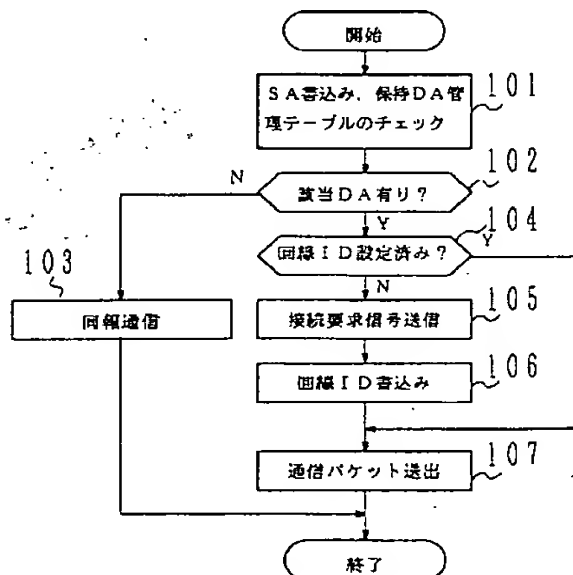 開始
SA書込み,保持DA管
理テーブルのチェック
101
102
N
該当DA有り?
Y
104
103
回線ID設定済み?
Y
N
同報通信
接続要求信号送信
105
回線ID書込み
106
通信パケット送出
107
終了